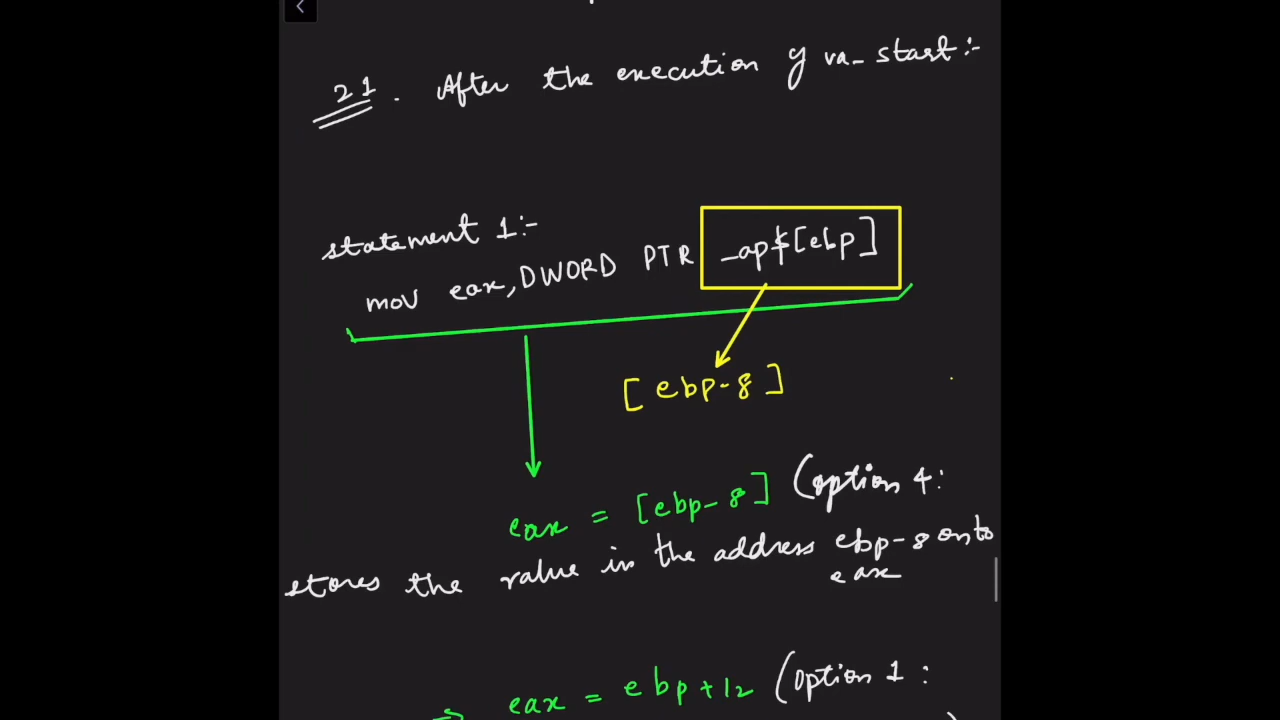 21. After the execution of va_start:-
statement 1:-
mov eax, DWORD PTR _ap$[ebp]
[ebp-8]
eax = [ebp-8] (option 4:
stores the value in the address ebp-8 onto
eax
=> eax = ebp+12 (option 1 :